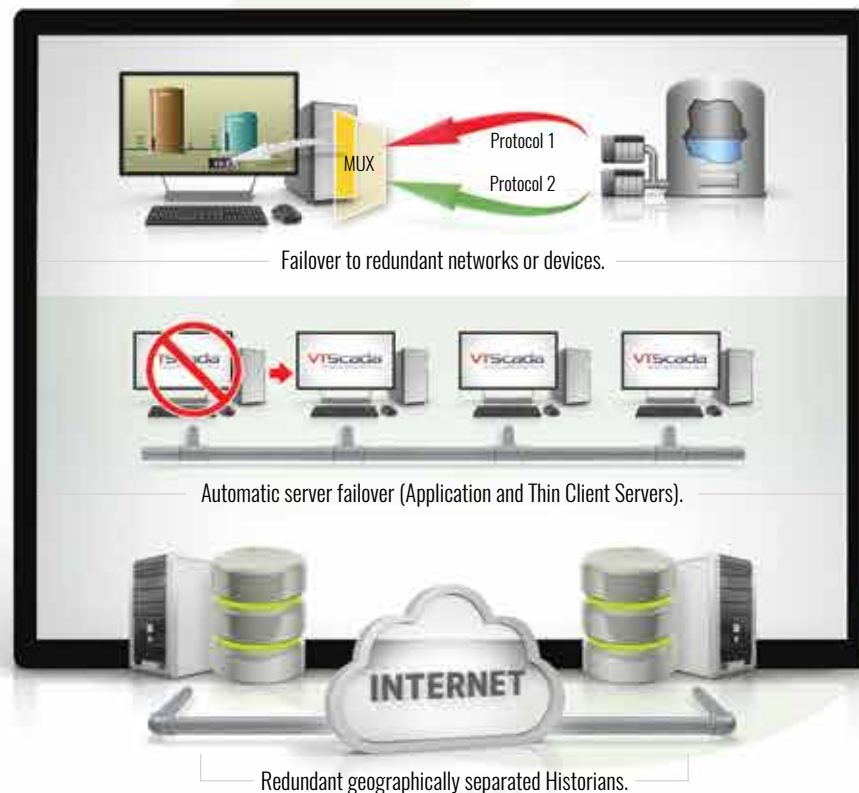 Protocol 1
MUX
Protocol 2
Failover to redundant networks or devices.
VTScada
VTScada
VTScada
VTScada
Automatic server failover (Application and Thin Client Servers).
INTERNET
Redundant geographically separated Historians.